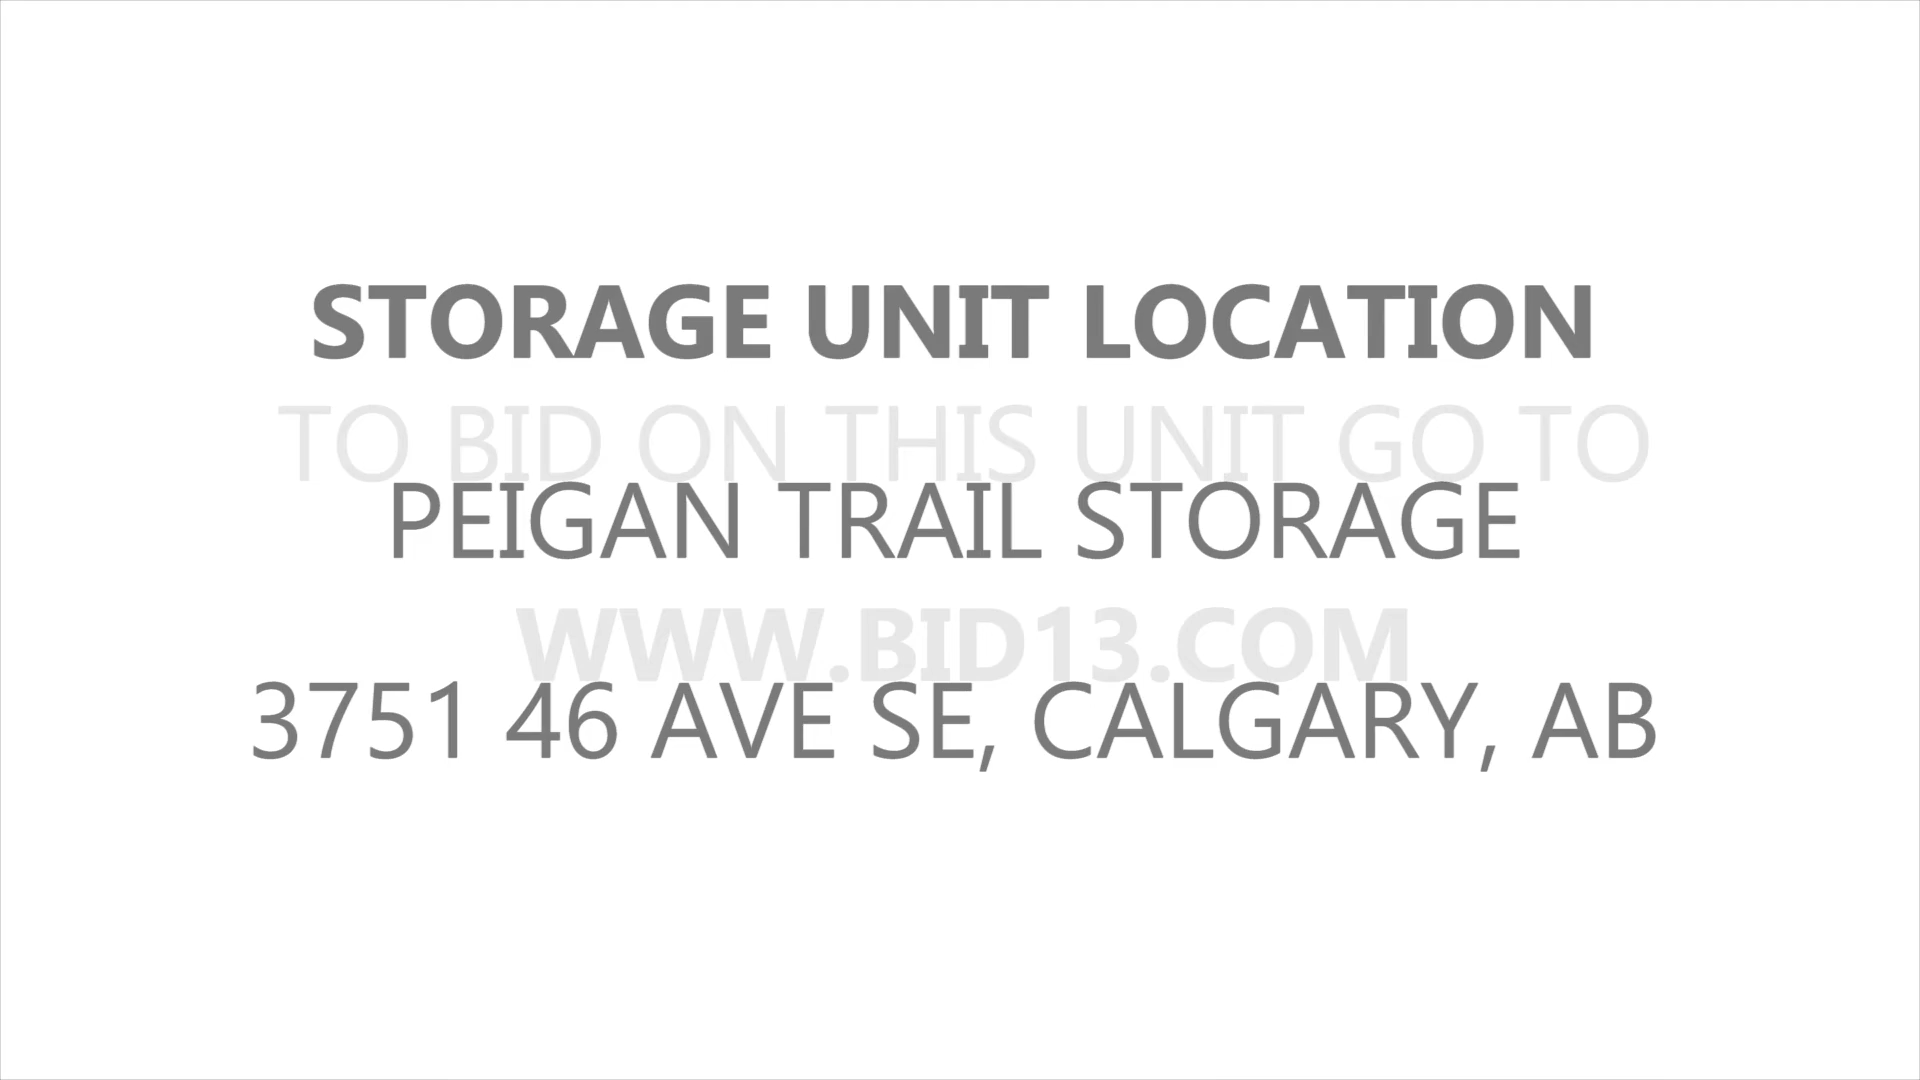 STORAGE UNIT LOCATION
TO BID ON THIS UNIT GO TO
PEIGAN TRAIL STORAGE
WWW.BID13.COM
3751 46 AVE SE, CALGARY, AB